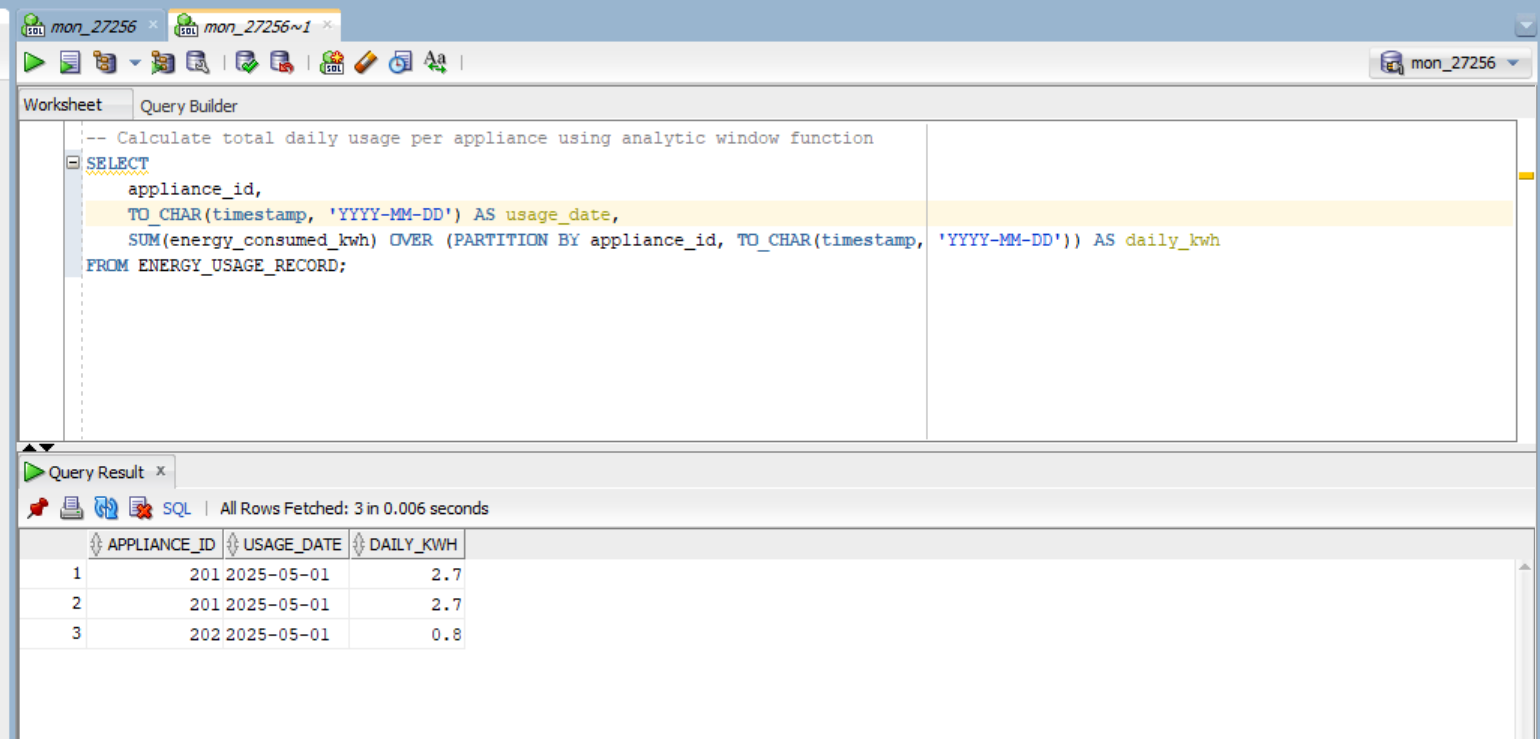 mon_27256 × mon_27256~1 ×
mon_27256
Worksheet Query Builder
-- Calculate total daily usage per appliance using analytic window function
SELECT
    appliance_id,
    TO_CHAR(timestamp, 'YYYY-MM-DD') AS usage_date,
    SUM(energy_consumed_kwh) OVER (PARTITION BY appliance_id, TO_CHAR(timestamp, 'YYYY-MM-DD')) AS daily_kwh
FROM ENERGY_USAGE_RECORD;
Query Result x
SQL | All Rows Fetched: 3 in 0.006 seconds
APPLIANCE_ID USAGE_DATE DAILY_KWH
1 201 2025-05-01 2.7
2 201 2025-05-01 2.7
3 202 2025-05-01 0.8